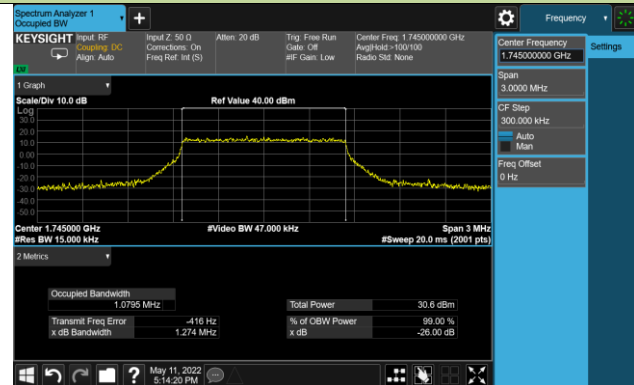 Spectrum Analyzer 1
Occupied BW
Frequency
KEYSIGHT
Input: RF
Coupling: DC
Align: Auto
Input Z: 50 Ω
Corrections: On
Freq Ref: Int (S)
Atten: 20 dB
Trig: Free Run
Gate: Off
#IF Gain: Low
Center Freq: 1.745000000 GHz
Avg|Hold:>100/100
Radio Std: None
LXI
Center Frequency
1.745000000 GHz
Settings
Span
3.0000 MHz
CF Step
300.000 kHz
Auto
Man
Freq Offset
0 Hz
1 Graph
Scale/Div 10.0 dB
Ref Value 40.00 dBm
Log
30.0
20.0
10.0
0.00
-10.0
-20.0
-30.0
-40.0
-50.0
Center 1.745000 GHz
#Video BW 47.000 kHz
Span 3 MHz
#Res BW 15.000 kHz
#Sweep 20.0 ms (2001 pts)
2 Metrics
Occupied Bandwidth
1.0795 MHz
Total Power
30.6 dBm
Transmit Freq Error
-416 Hz
% of OBW Power
99.00 %
x dB Bandwidth
1.274 MHz
x dB
-26.00 dB
?
May 11, 2022
5:14:20 PM